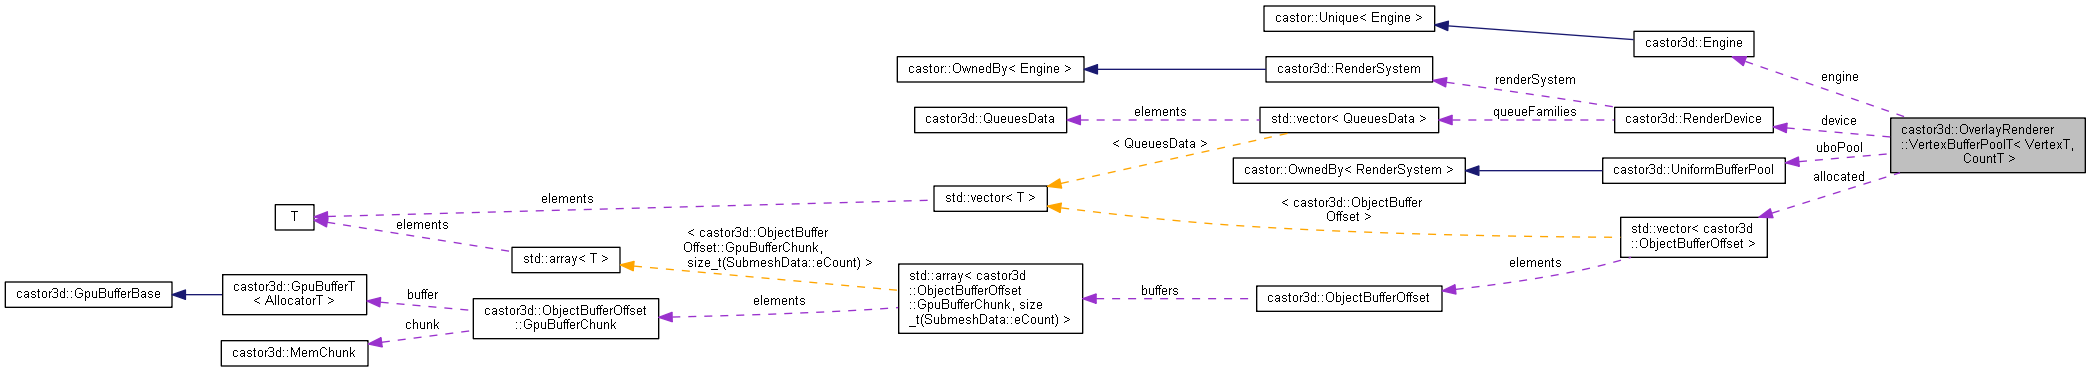 castor::Unique< Engine >
castor3d::Engine
castor::OwnedBy< Engine >
castor3d::RenderSystem
renderSystem
engine
castor3d::QueuesData
elements
std::vector< QueuesData >
queueFamilies
castor3d::RenderDevice
device
castor3d::OverlayRenderer
::VertexBufferPoolT< VertexT,
CountT >
< QueuesData >
uboPool
castor::OwnedBy< RenderSystem >
castor3d::UniformBufferPool
allocated
T
elements
std::vector< T >
< castor3d::ObjectBuffer
Offset >
elements
std::array< T >
< castor3d::ObjectBuffer
Offset::GpuBufferChunk,
size_t(SubmeshData::eCount) >
std::vector< castor3d
::ObjectBufferOffset >
elements
castor3d::GpuBufferBase
castor3d::GpuBufferT
< AllocatorT >
buffer
castor3d::ObjectBufferOffset
::GpuBufferChunk
elements
std::array< castor3d
::ObjectBufferOffset
::GpuBufferChunk, size
_t(SubmeshData::eCount) >
buffers
castor3d::ObjectBufferOffset
chunk
castor3d::MemChunk